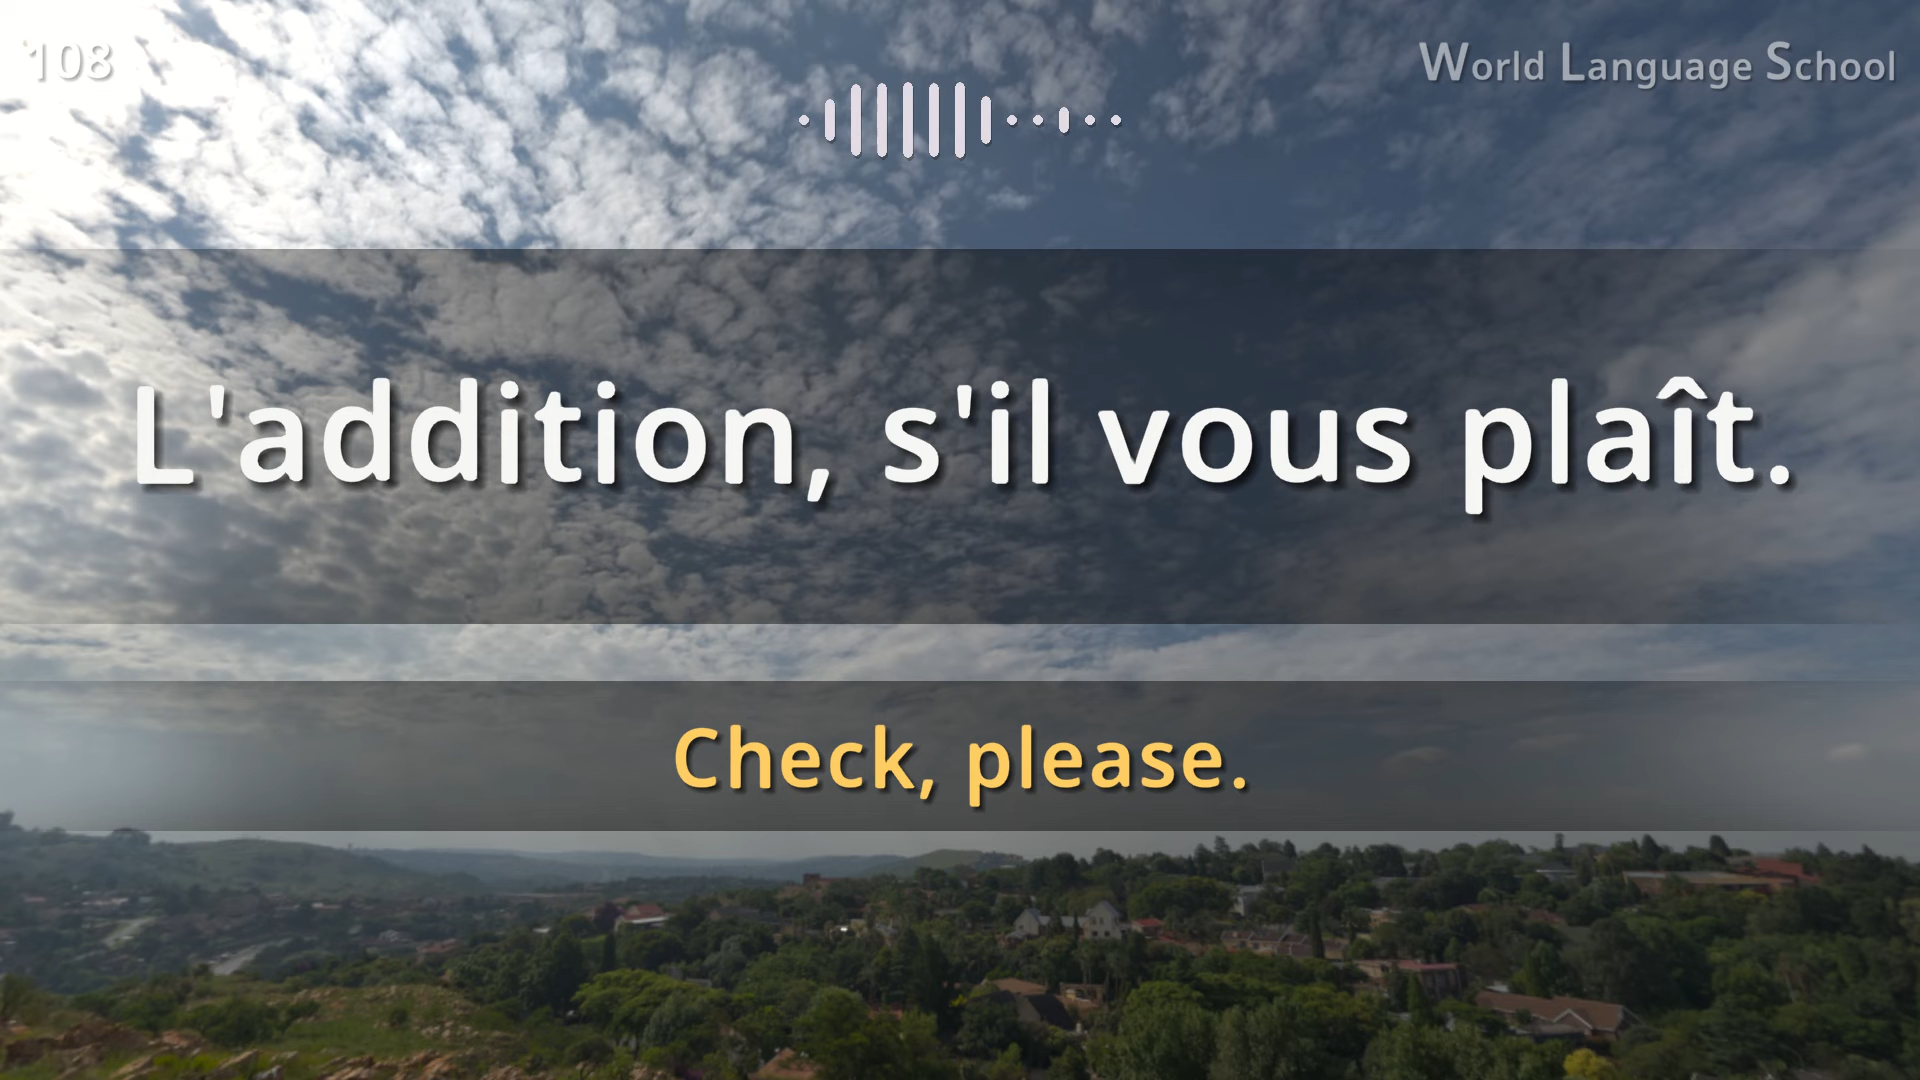 108
World Language School
L'addition, s'il vous plaît.
Check, please.